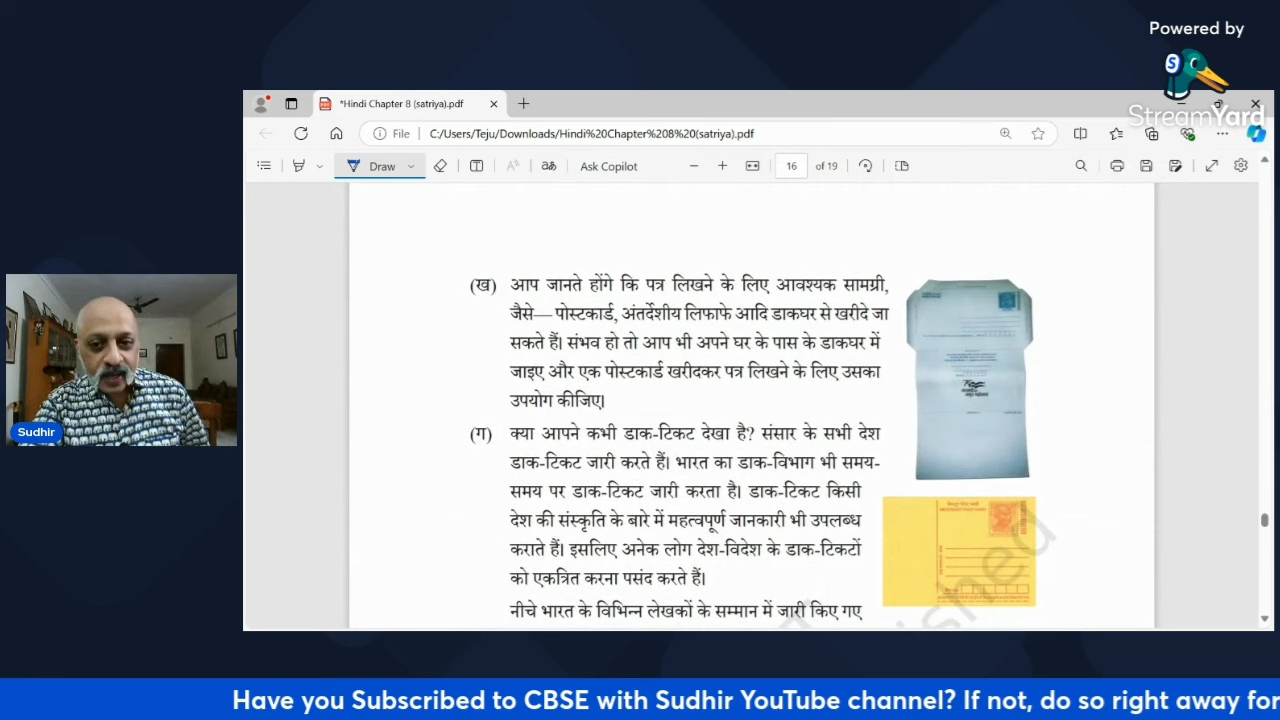 Powered by
StreamYard
*Hindi Chapter 8 (satriya).pdf
File
C:/Users/Teju/Downloads/Hindi%20Chapter%208%20(satriya).pdf
Draw
Ask Copilot
16
of 19
(ख) आप जानते होंगे कि पत्र लिखने के लिए आवश्यक सामग्री,
जैसे— पोस्टकार्ड, अंतर्देशीय लिफाफे आदि डाकघर से खरीदे जा
सकते हैं। संभव हो तो आप भी अपने घर के पास के डाकघर में
जाइए और एक पोस्टकार्ड खरीदकर पत्र लिखने के लिए उसका
उपयोग कीजिए।
(ग) क्या आपने कभी डाक-टिकट देखा है? संसार के सभी देश
डाक-टिकट जारी करते हैं। भारत का डाक-विभाग भी समय-
समय पर डाक-टिकट जारी करता है। डाक-टिकट किसी
देश की संस्कृति के बारे में महत्वपूर्ण जानकारी भी उपलब्ध
कराते हैं। इसलिए अनेक लोग देश-विदेश के डाक-टिकटों
को एकत्रित करना पसंद करते हैं।
नीचे भारत के विभिन्न लेखकों के सम्मान में जारी किए गए
Sudhir
Have you Subscribed to CBSE with Sudhir YouTube channel? If not, do so right away for